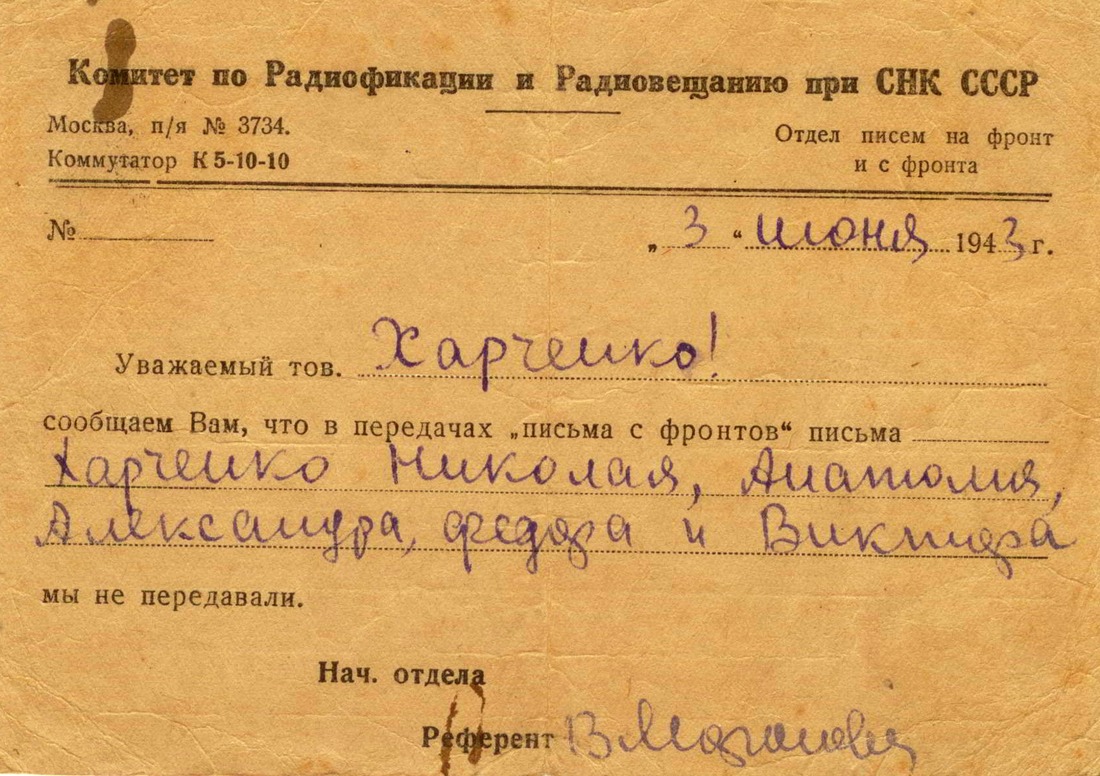 Комитет по Радиофикации и Радиовещанию при СНК СССР
Москва, п/я № 3734.
Коммутатор К 5-10-10
Отдел писем на фронт
и с фронта
№
„ 3 “ июня 1943 г.
Уважаемый тов. Харченко!
сообщаем Вам, что в передачах „письма с фронтов“ письма
Харченко Николая, Анатолия,
Александра, Федора и Виктора
мы не передавали.
Нач. отдела
Референт В